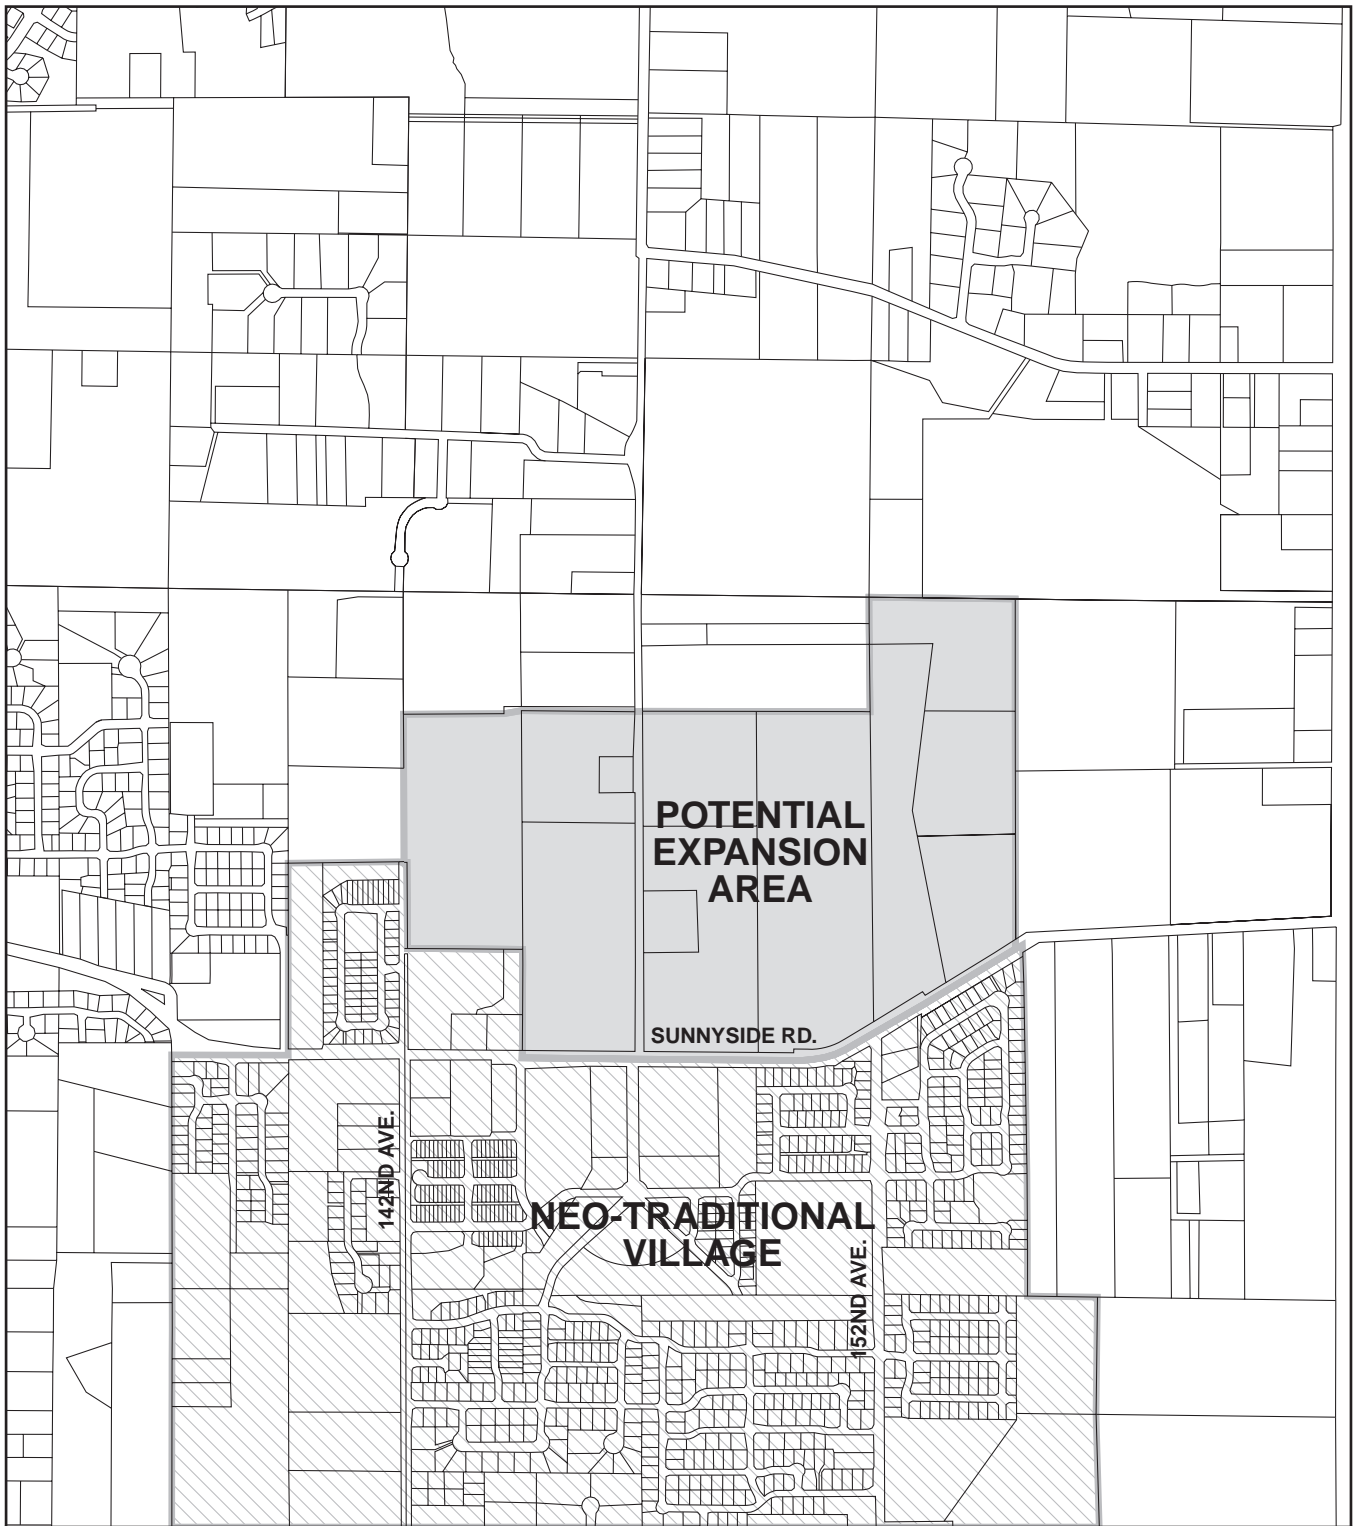 POTENTIAL
EXPANSION
AREA
SUNNYSIDE RD.
142ND AVE.
NEO-TRADITIONAL
VILLAGE
152ND AVE.